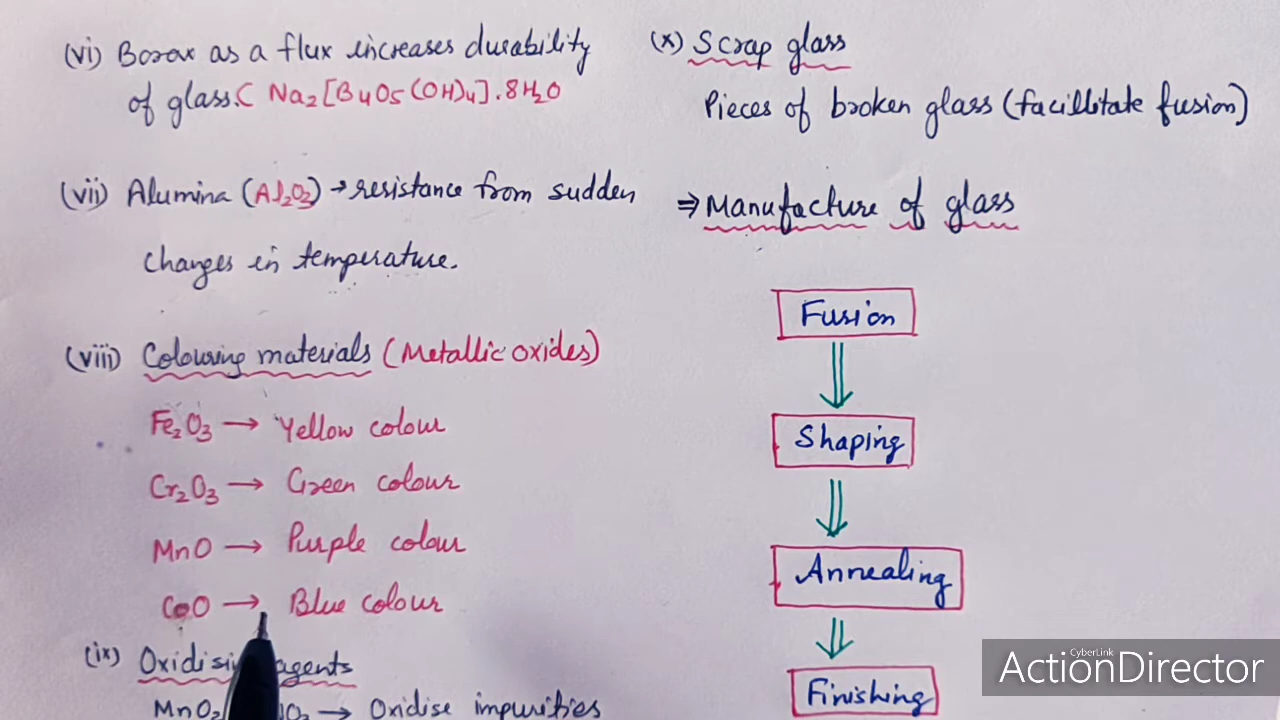 (vi) Borax as a flux increases durability
of glass. ( Na2[B4O5(OH)4].8H2O
(vii) Alumina (Al2O3) → resistance from sudden
changes in temperature.
(viii) Colouring materials (Metallic oxides)
Fe2O3 → Yellow colour
Cr2O3 → Green colour
MnO → Purple colour
CoO → Blue colour
(ix) agents
MnO2 → Oxidise impurities
(x) Scrap glass
Pieces of broken glass (facillitate fusion)
⇒ Manufacture of glass
Fusion
Shaping
Annealing
Finishing
CyberLink
ActionDirector